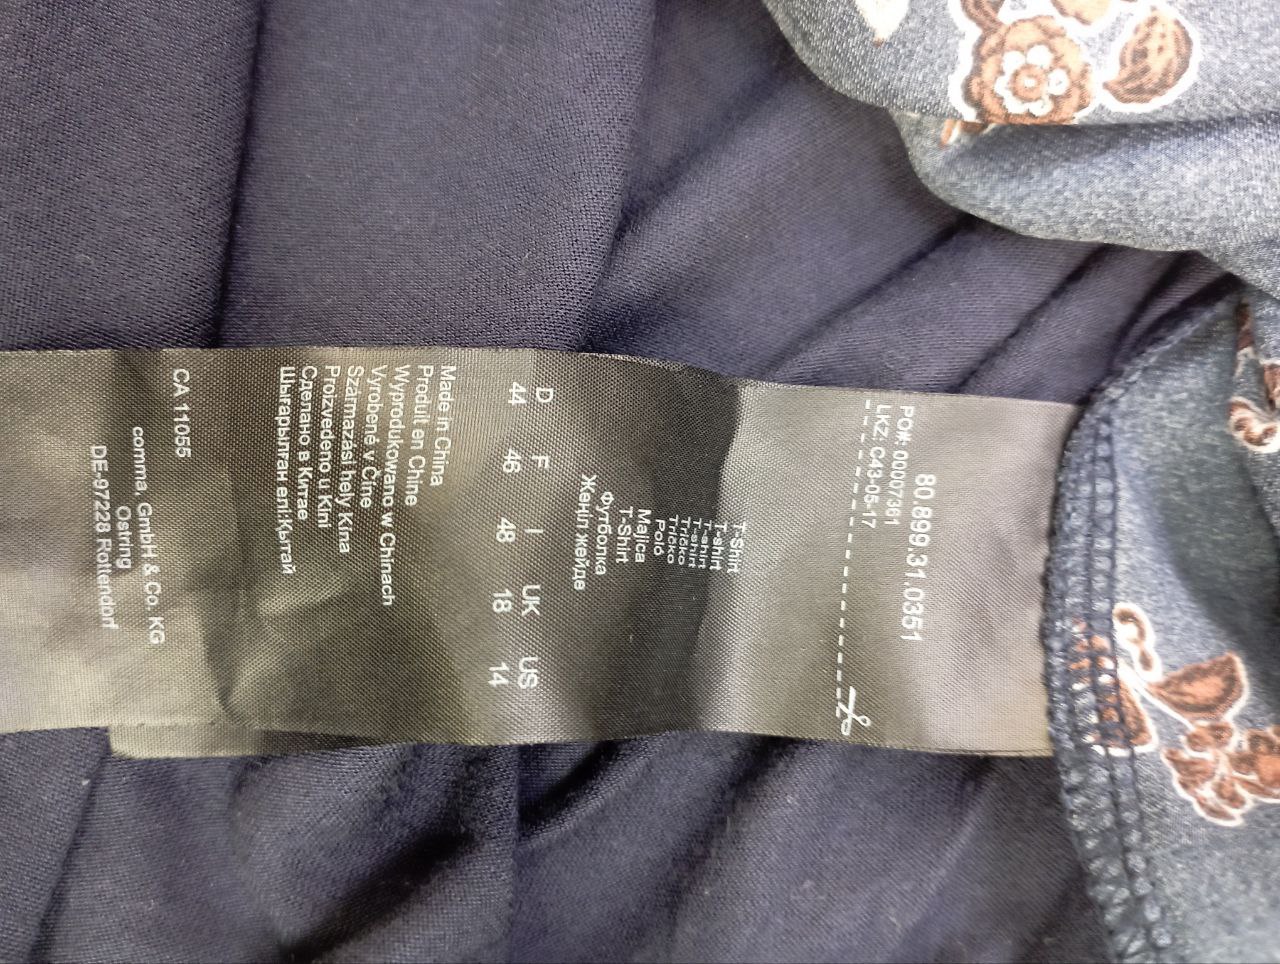 80.899.31.0351
PO#: 00007361
LKZ: C43-05-17
T-Shirt
T-shirt
T-shirt
T-shirt
Tričko
Tričko
Poló
Majica
T-Shirt
Футболка
Жеңіл жейде
D F I UK US
44 46 48 18 14
Made in China
Produit en Chine
Wyprodukowano w Chinach
Vyrobené v Číne
Származási hely Kína
Proizvedeno u Kini
Сделано в Китае
Шығарылған елі:Қытай
CA 11055
comma, GmbH & Co. KG
Ostring
DE-97228 Rottendorf